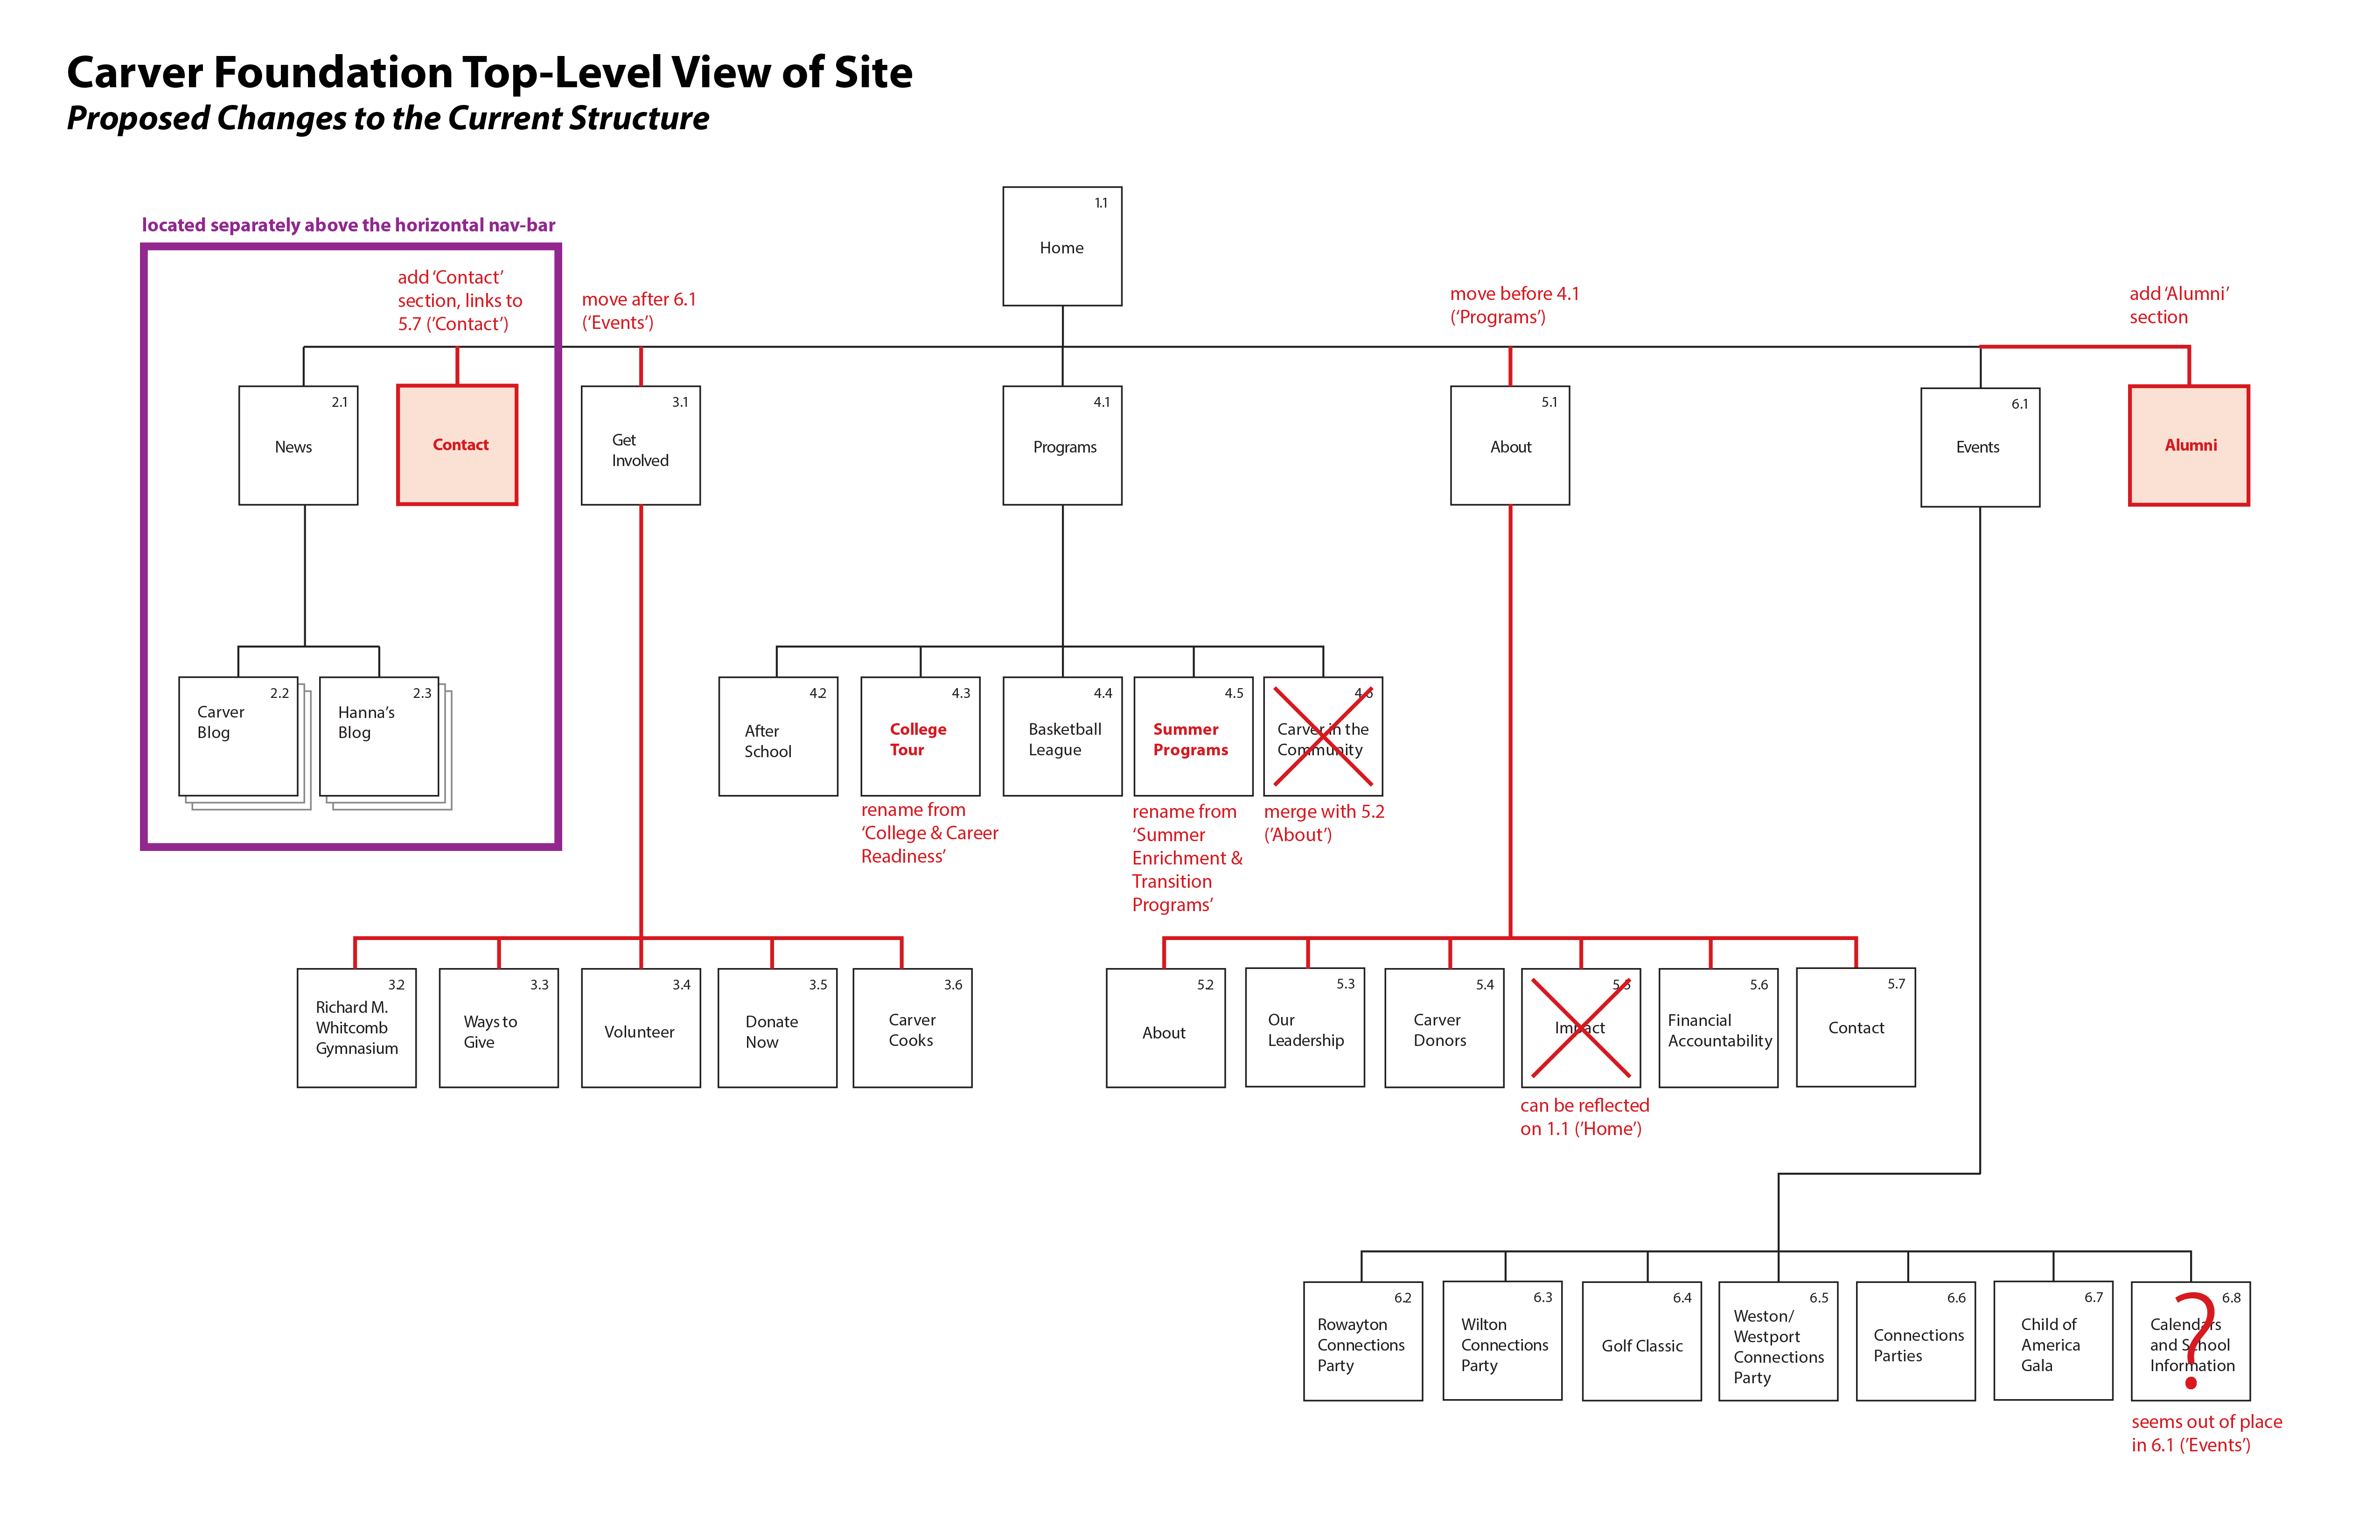 Carver Foundation Top-Level View of Site
Proposed Changes to the Current Structure
1.1
Home
located separately above the horizontal nav-bar
add ‘Contact’
section, links to
5.7 (‘Contact’)
move after 6.1
(‘Events’)
move before 4.1
(‘Programs’)
add ‘Alumni’
section
2.1
News
Contact
3.1
Get
Involved
4.1
Programs
5.1
About
6.1
Events
Alumni
2.2
Carver
Blog
2.3
Hanna’s
Blog
4.2
After
School
4.3
College
Tour
rename from
‘College & Career
Readiness’
4.4
Basketball
League
4.5
Summer
Programs
rename from
‘Summer
Enrichment &
Transition
Programs’
4.6
Carver in the
Community
merge with 5.2
(‘About’)
3.2
Richard M.
Whitcomb
Gymnasium
3.3
Ways to
Give
3.4
Volunteer
3.5
Donate
Now
3.6
Carver
Cooks
5.2
About
5.3
Our
Leadership
5.4
Carver
Donors
5.5
Impact
can be reflected
on 1.1 (‘Home’)
5.6
Financial
Accountability
5.7
Contact
6.2
Rowayton
Connections
Party
6.3
Wilton
Connections
Party
6.4
Golf Classic
6.5
Weston/
Westport
Connections
Party
6.6
Connections
Parties
6.7
Child of
America
Gala
6.8
Calendars
and School
Information
?
seems out of place
in 6.1 (‘Events’)